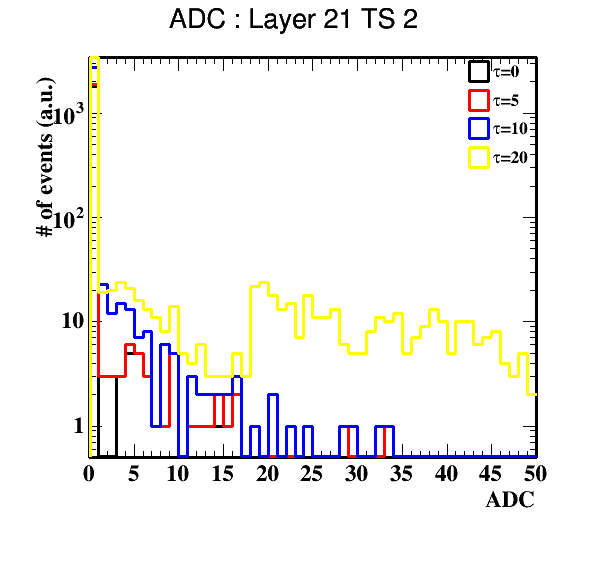 ADC : Layer 21 TS 2
# of events (a.u.)
10³
10²
10
1
τ=0
τ=5
τ=10
τ=20
0 5 10 15 20 25 30 35 40 45 50
ADC